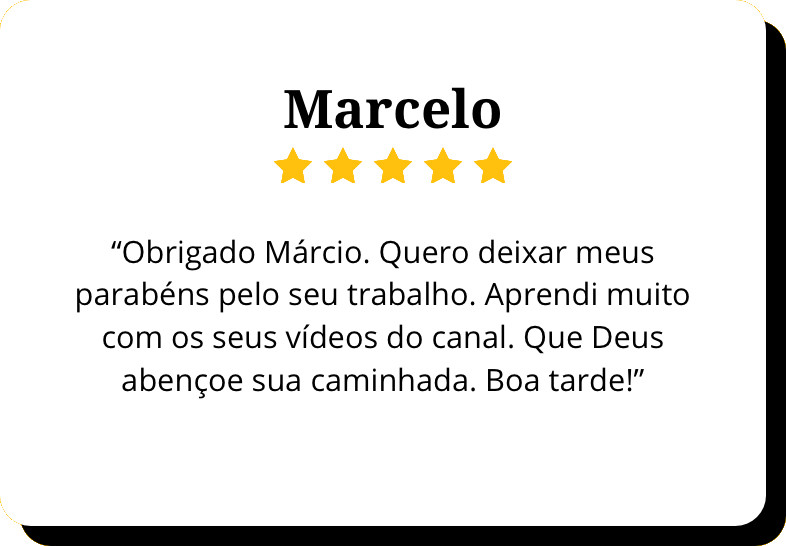 Marcelo
“Obrigado Márcio. Quero deixar meus
parabéns pelo seu trabalho. Aprendi muito
com os seus vídeos do canal. Que Deus
abençoe sua caminhada. Boa tarde!”